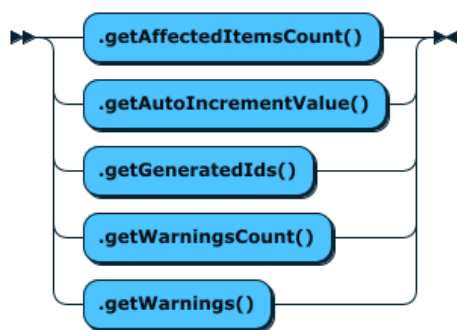 .getAffectedItemsCount()
.getAutoIncrementValue()
.getGeneratedIds()
.getWarningsCount()
.getWarnings()